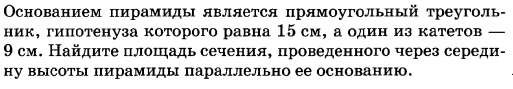 Основанием пирамиды является прямоугольный треуголь-
ник, гипотенуза которого равна 15 см, а один из катетов —
9 см. Найдите площадь сечения, проведенного через середи-
ну высоты пирамиды параллельно ее основанию.